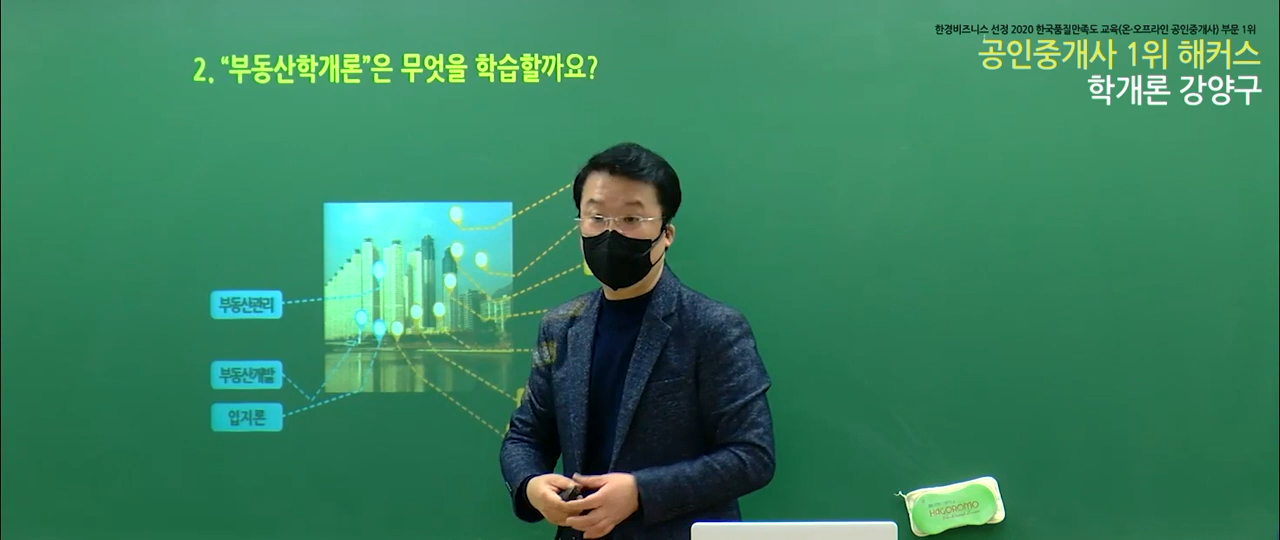 한경비즈니스 선정 2020 한국품질만족도 교육(온·오프라인 공인중개사) 부문 1위
공인중개사 1위 해커스
학개론 강양구
2. “부동산학개론”은 무엇을 학습할까요?
부동산관리
부동산개발
입지론
HAGOROMO